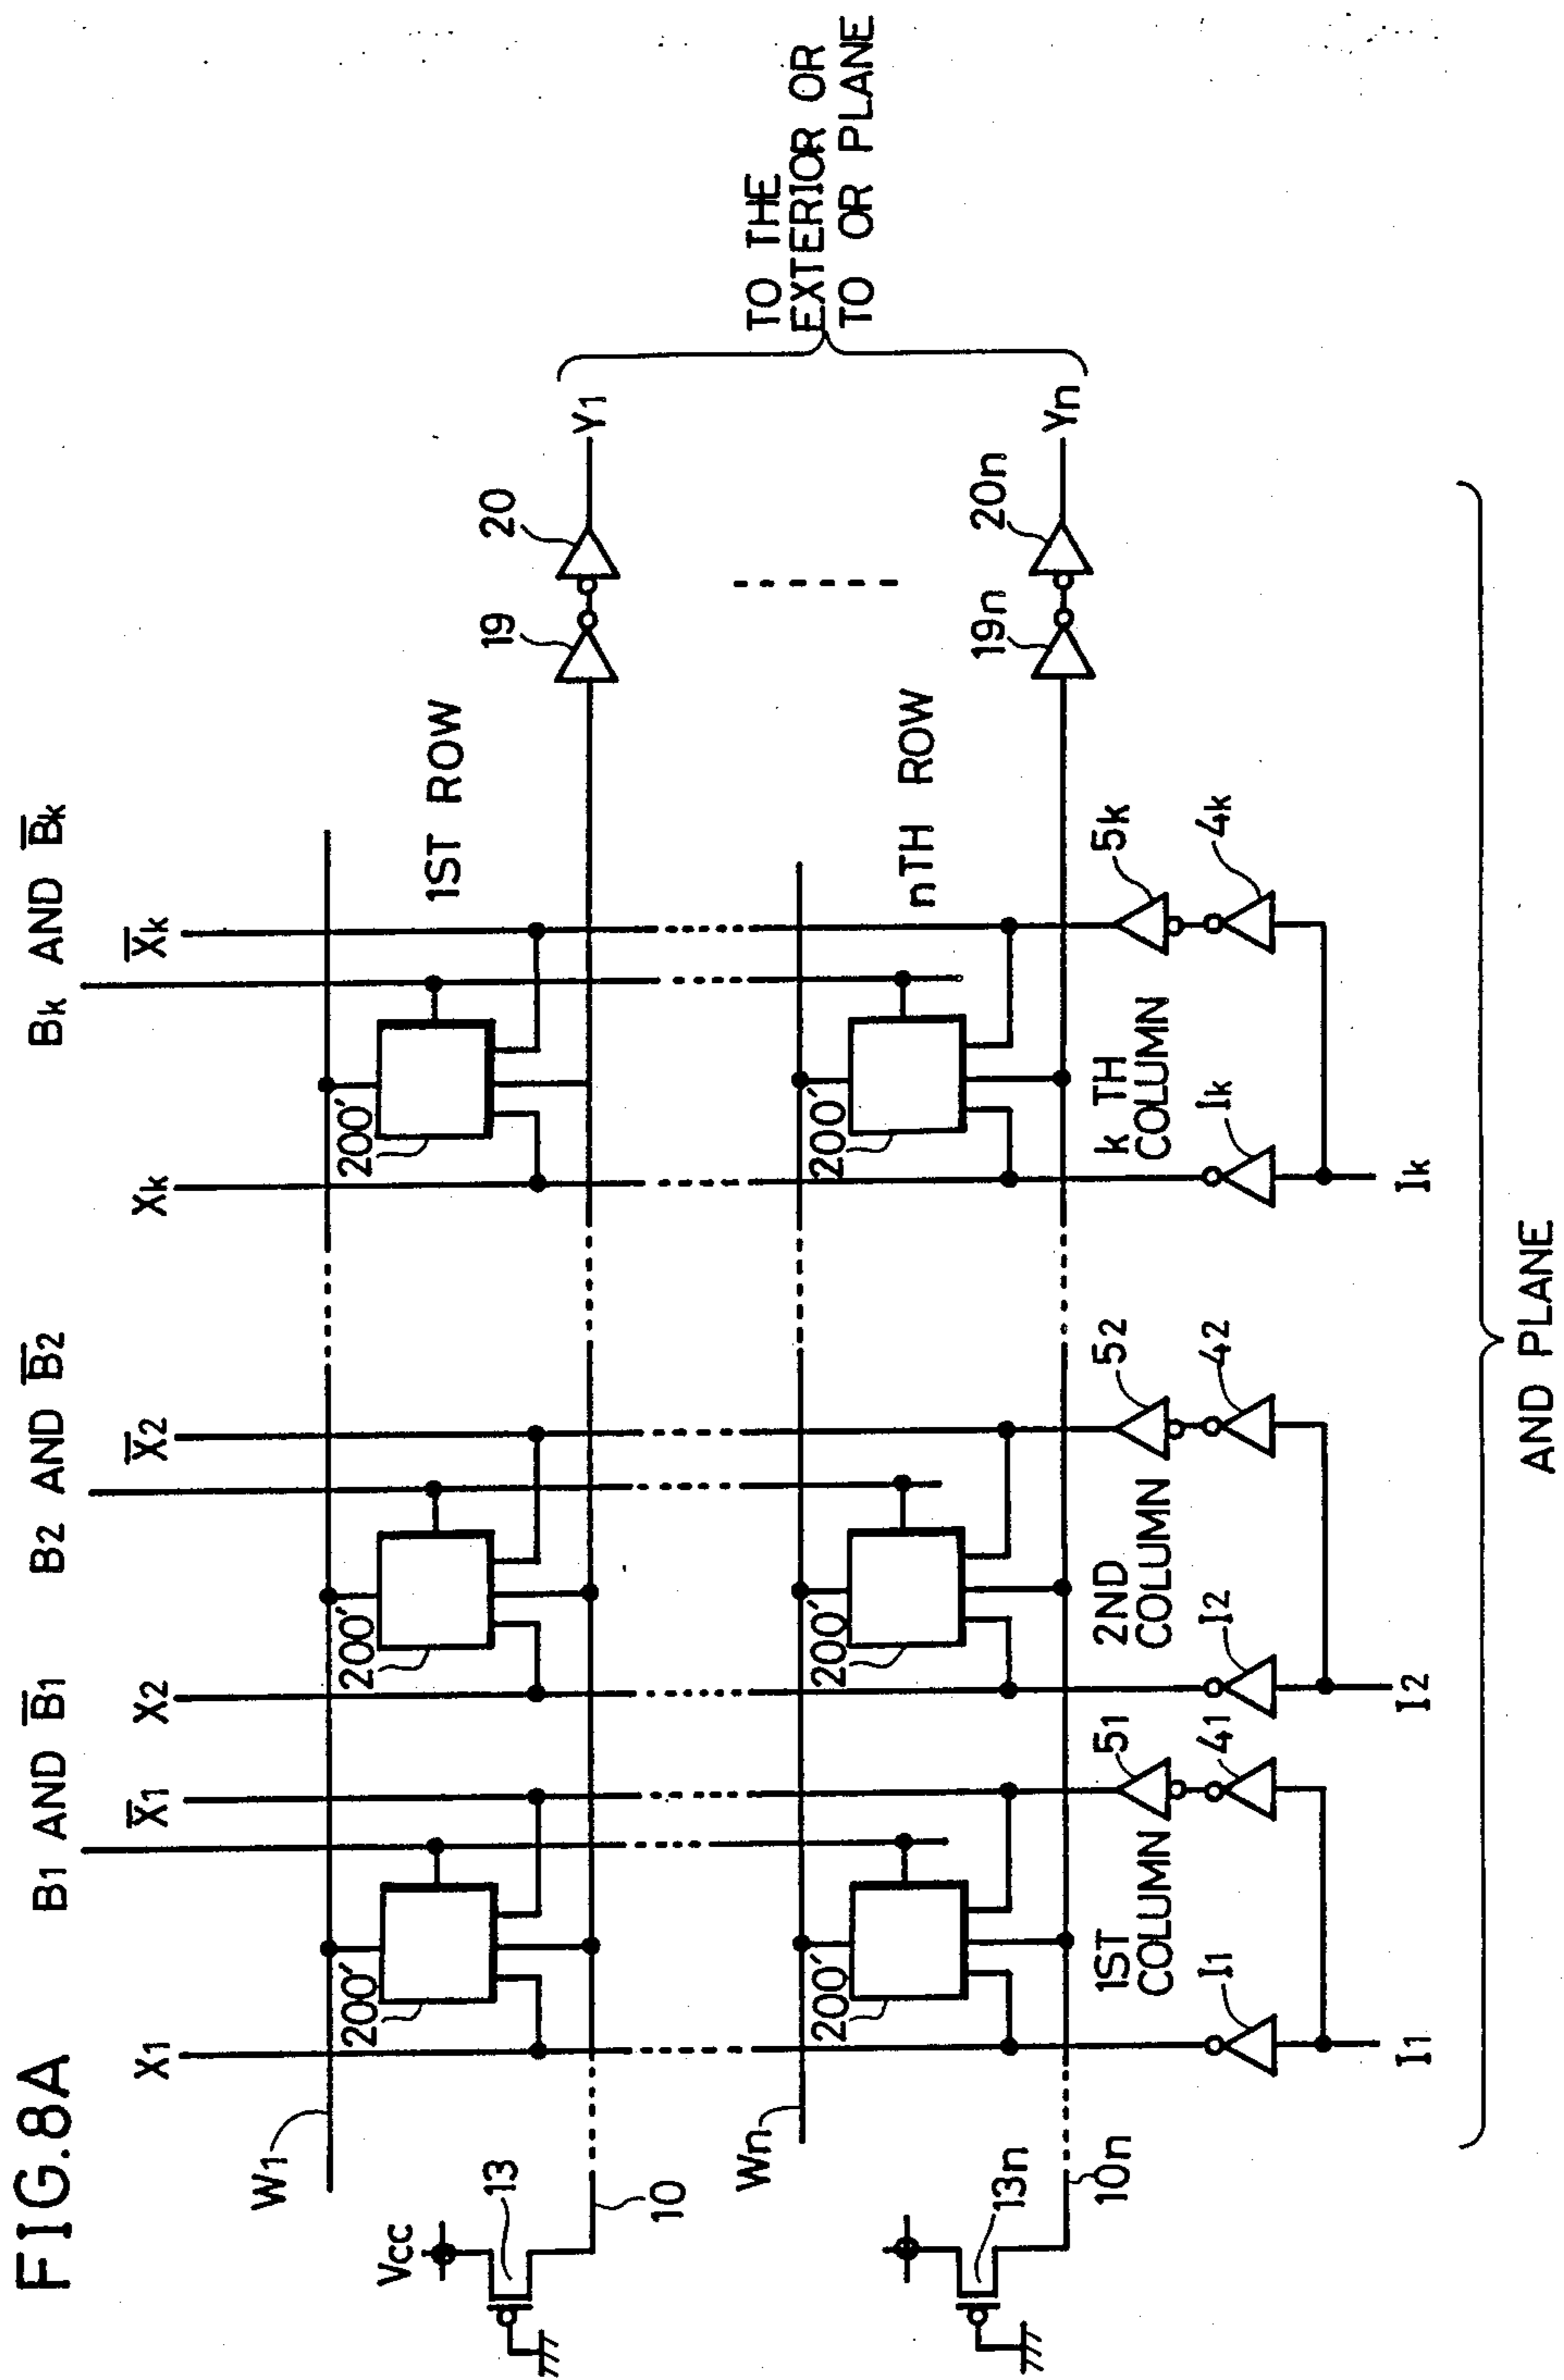 FIG.8A
B1 AND B̅1
B2 AND B̅2
Bk AND B̅k
X1
X̅1
X2
X̅2
Xk
X̅k
W1
200′
200′
200′
1ST ROW
VCC
13
10
19
20
Y1
TO THE
EXTERIOR OR
TO OR PLANE
Wn
200′
200′
200′
nTH ROW
13n
10n
19n
20n
Yn
1ST
COLUMN
2ND
COLUMN
k TH
COLUMN
51
52
5k
I1
41
I2
42
Ik
4k
I1
I2
Ik
AND PLANE